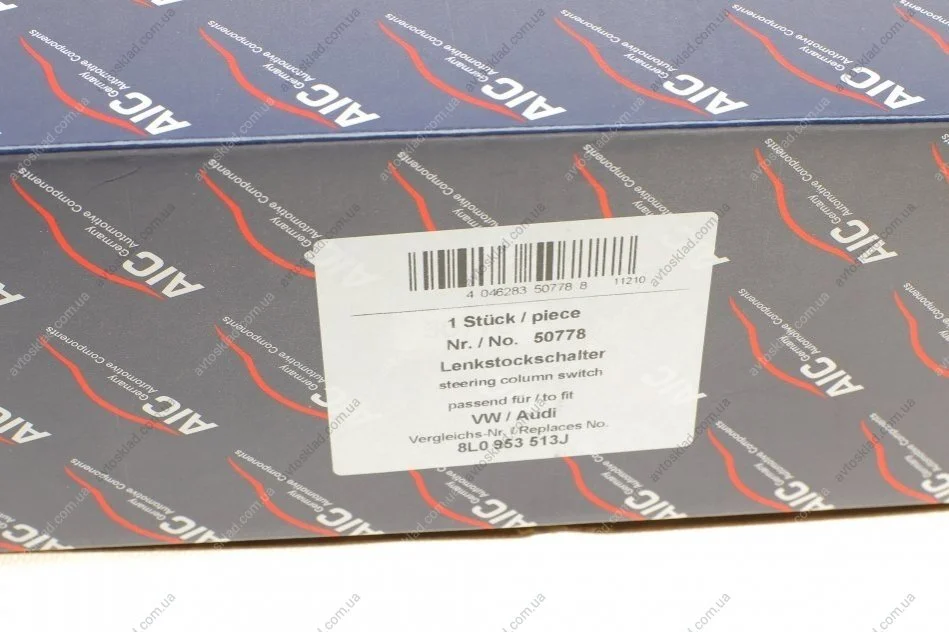 AIC Germany
Automotive Components
4 046283 50778 8
11210
1 Stück / piece
Nr. / No. 50778
Lenkstockschalter
steering column switch
passend für / to fit
VW / Audi
Vergleichs-Nr. / Replaces No.
8L0 953 513J
avtosklad.com.ua